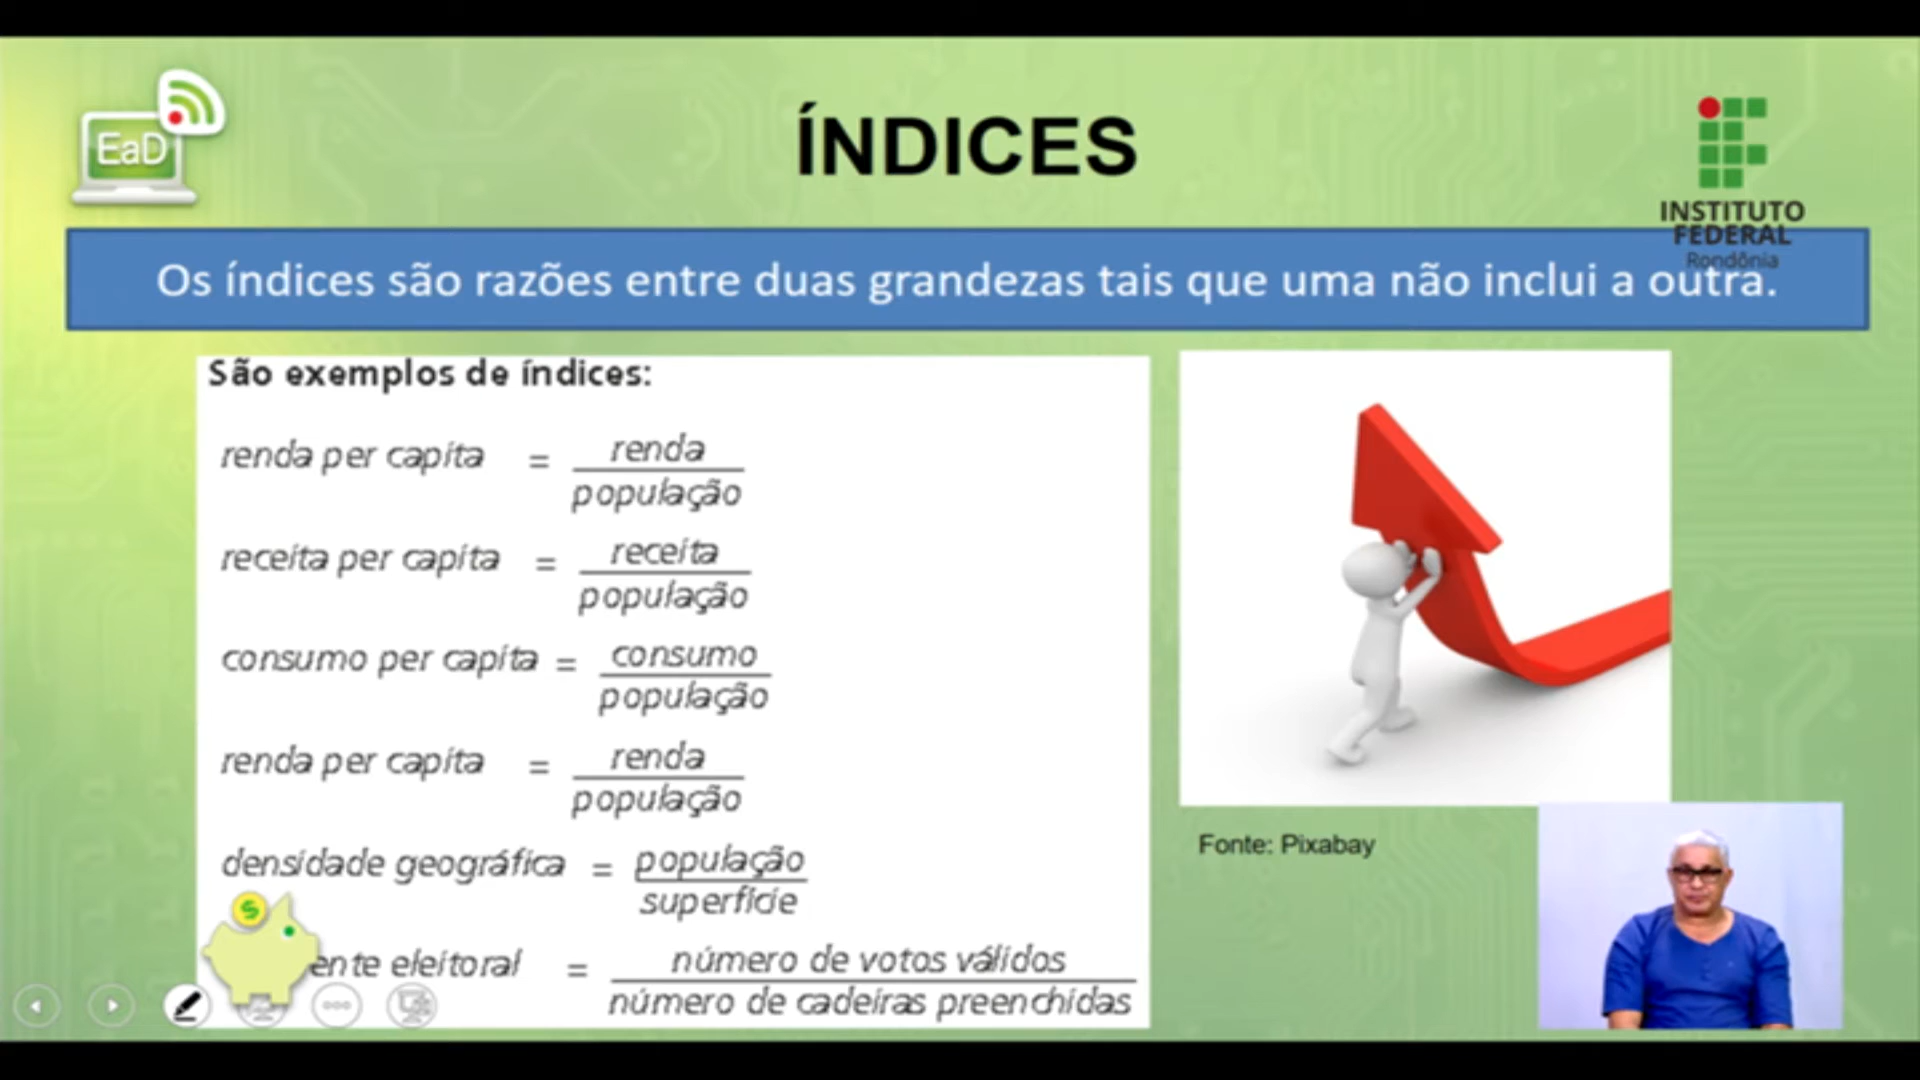 EaD
ÍNDICES
INSTITUTO
FEDERAL
Rondônia
Os índices são razões entre duas grandezas tais que uma não inclui a outra.
São exemplos de índices:
renda per capita = renda
população
receita per capita = receita
população
consumo per capita = consumo
população
renda per capita = renda
população
densidade geográfica = população
superfície
eleitoral = número de votos válidos
número de cadeiras preenchidas
Fonte: Pixabay
$